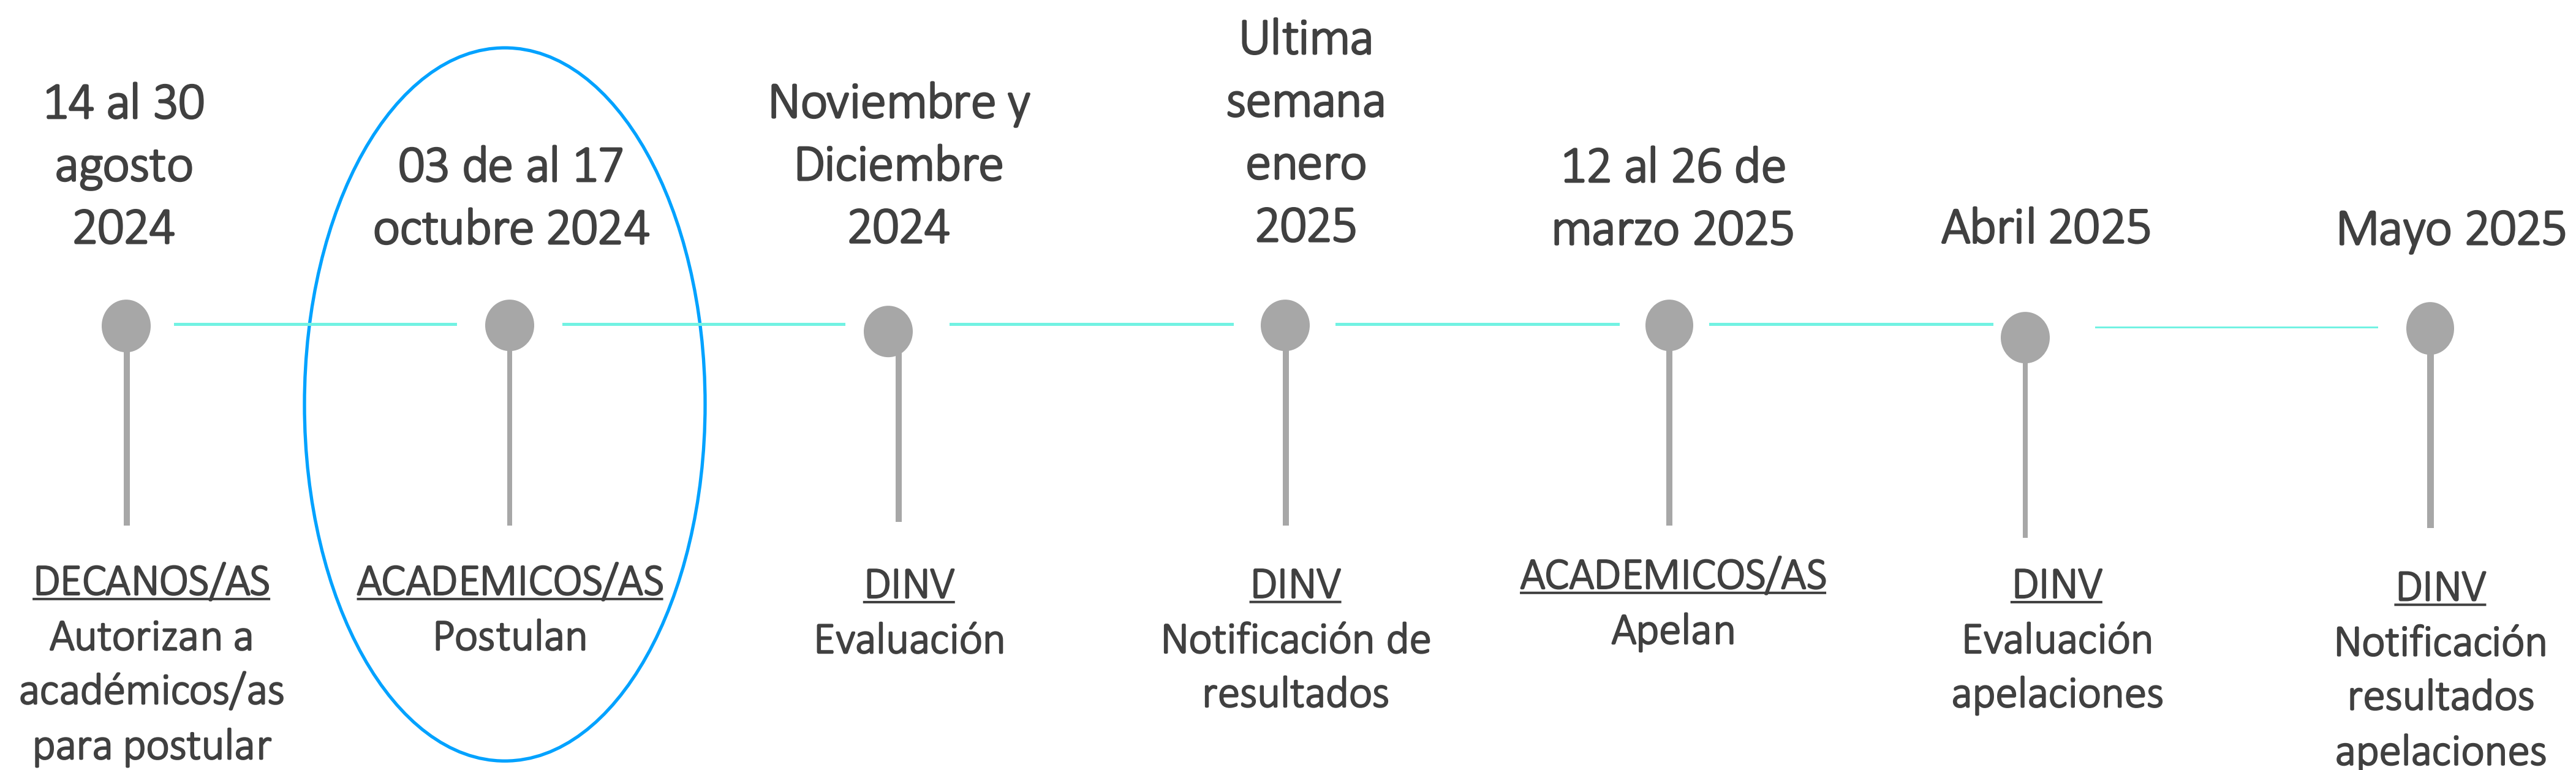 14 al 30
agosto
2024
DECANOS/AS
Autorizan a
académicos/as
para postular
03 de al 17
octubre 2024
ACADEMICOS/AS
Postulan
Noviembre y
Diciembre
2024
DINV
Evaluación
Ultima
semana
enero
2025
DINV
Notificación de
resultados
12 al 26 de
marzo 2025
ACADEMICOS/AS
Apelan
Abril 2025
DINV
Evaluación
apelaciones
Mayo 2025
DINV
Notificación
resultados
apelaciones